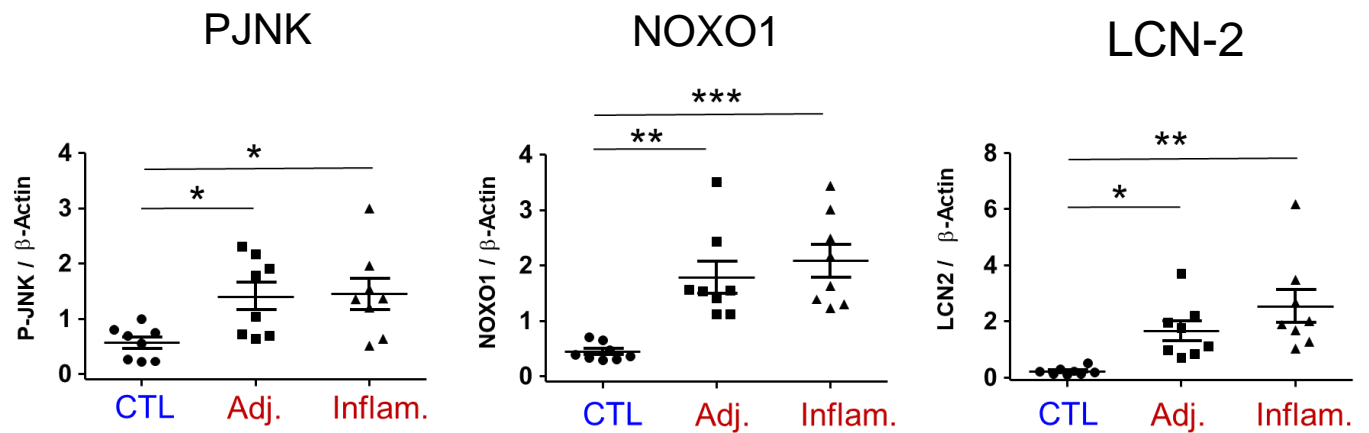 PJNK
NOXO1
LCN-2
P-JNK / β-Actin
4
3
2
1
0
*
*
CTL
Adj.
Inflam.
NOXO1 / β-Actin
4
3
2
1
0
***
**
CTL
Adj.
Inflam.
LCN2 / β-Actin
8
6
4
2
0
**
*
CTL
Adj.
Inflam.